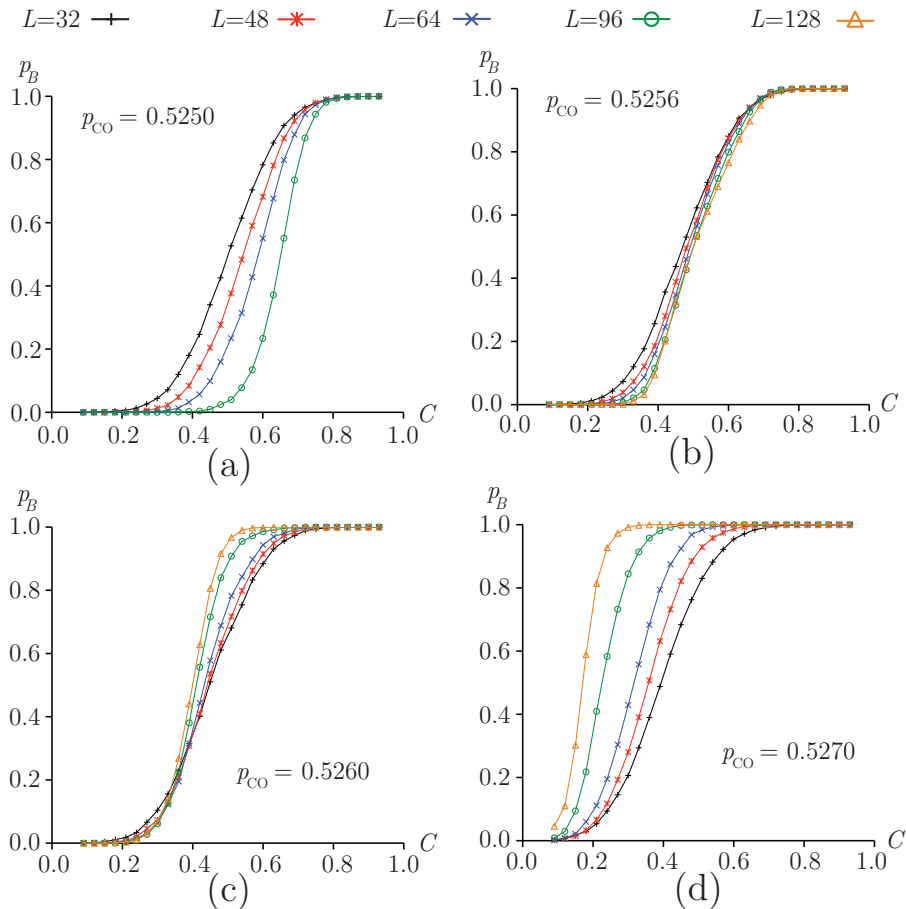 L=32 L=48 L=64 L=96 L=128
p_B
1.0
0.8
0.6
0.4
0.2
0.0
p_CO = 0.5250
0.0 0.2 0.4 0.6 0.8 1.0
C
(a)
p_B
1.0
0.8
0.6
0.4
0.2
0.0
p_CO = 0.5256
0.0 0.2 0.4 0.6 0.8 1.0
C
(b)
p_B
1.0
0.8
0.6
0.4
0.2
0.0
p_CO = 0.5260
0.0 0.2 0.4 0.6 0.8 1.0
C
(c)
p_B
1.0
0.8
0.6
0.4
0.2
0.0
p_CO = 0.5270
0.0 0.2 0.4 0.6 0.8 1.0
C
(d)